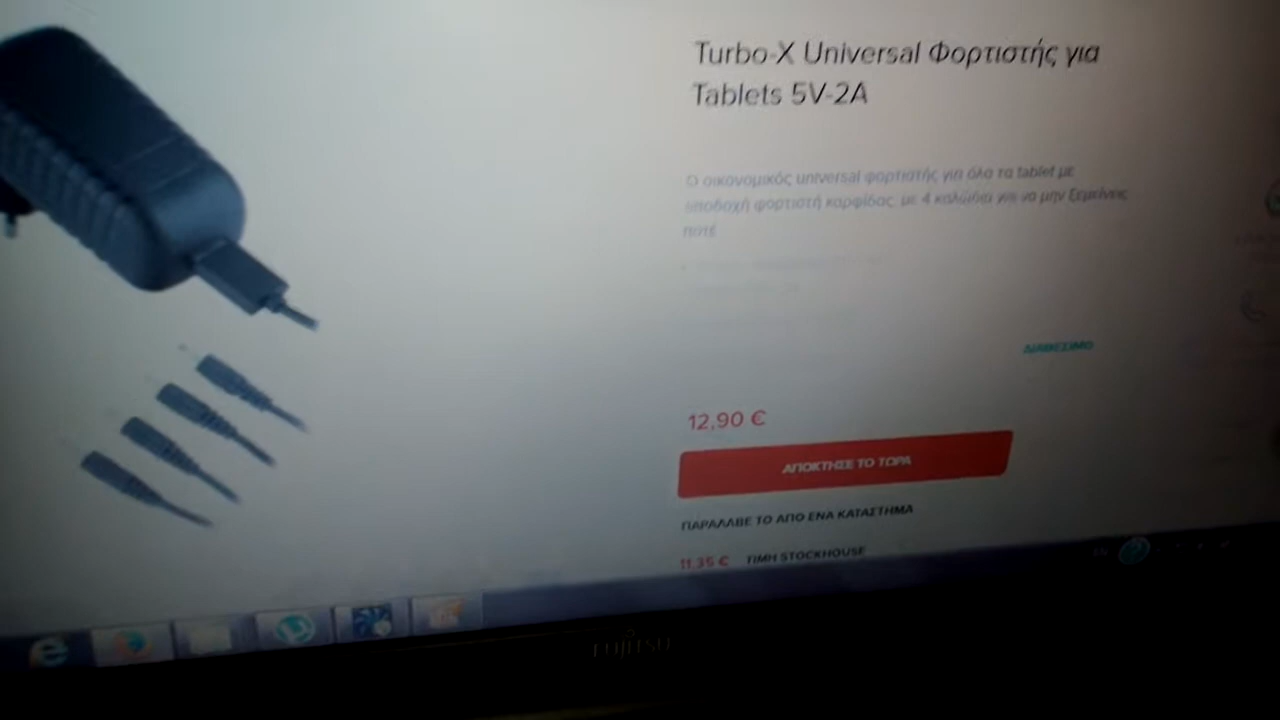 Turbo-X Universal Φορτιστής για
Tablets 5V-2A
Ο οικονομικός universal φορτιστής για όλα τα tablet με
υποδοχή φορτιστή καρφίδας, με 4 καλώδια για να μην ξεμείνεις
ποτέ
ΔΙΑΘΕΣΙΜΟ
12,90 €
ΑΠΟΚΤΗΣΕ ΤΟ ΤΩΡΑ
ΠΑΡΑΛΑΒΕ ΤΟ ΑΠΟ ΕΝΑ ΚΑΤΑΣΤΗΜΑ
11,35 € ΤΙΜΗ STOCKHOUSE
FUJITSU